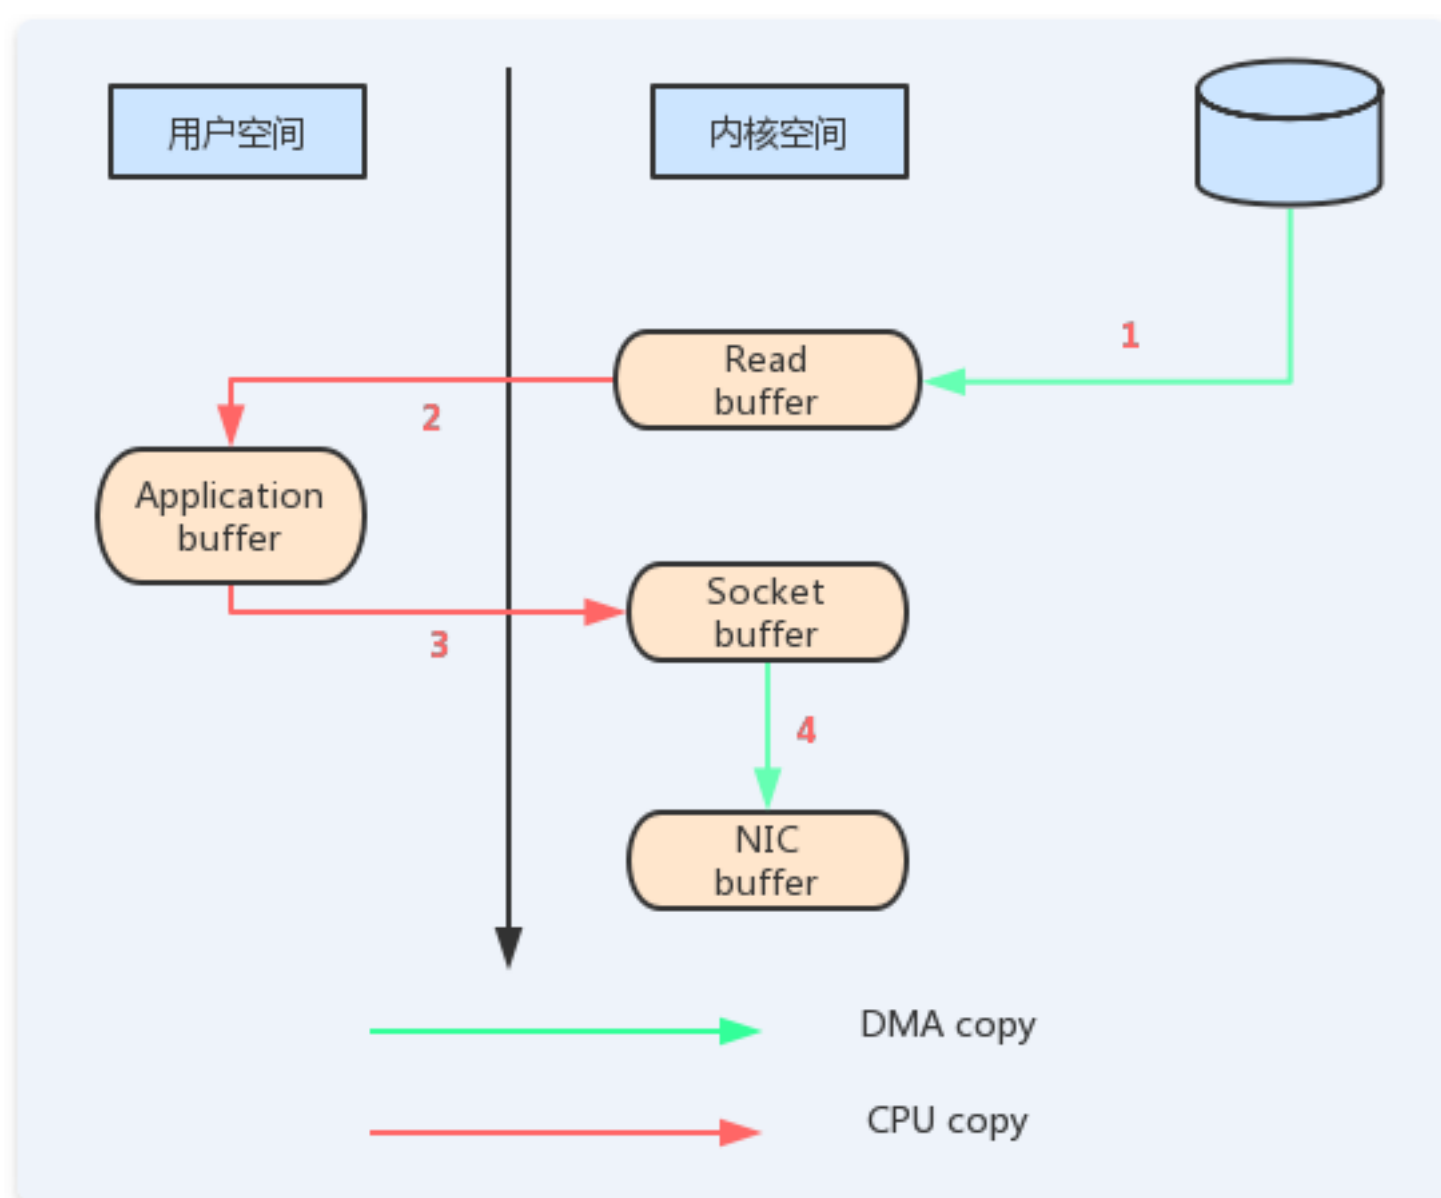 用户空间
内核空间
1
Read
buffer
2
Application
buffer
Socket
buffer
3
4
NIC
buffer
DMA copy
CPU copy